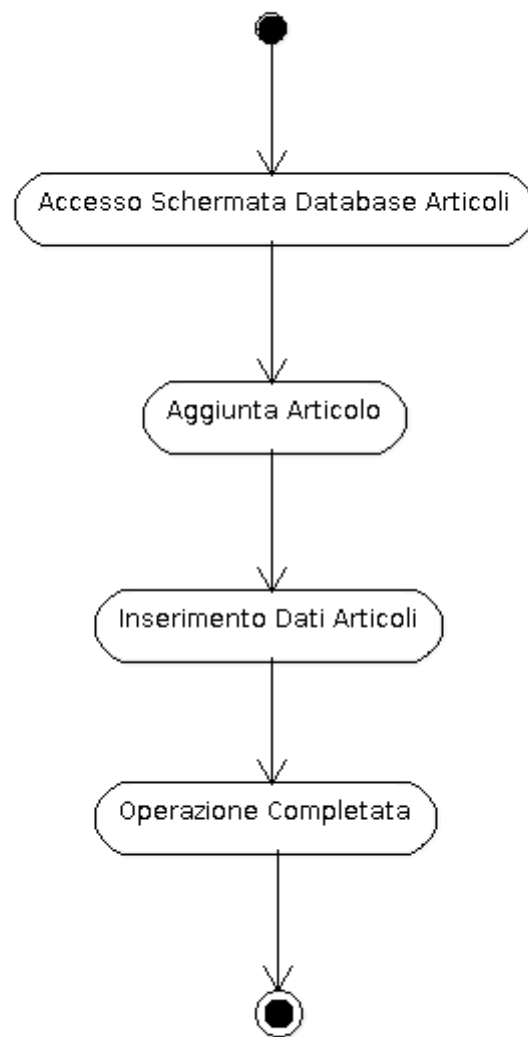 Accesso Schermata Database Articoli
Aggiunta Articolo
Inserimento Dati Articoli
Operazione Completata